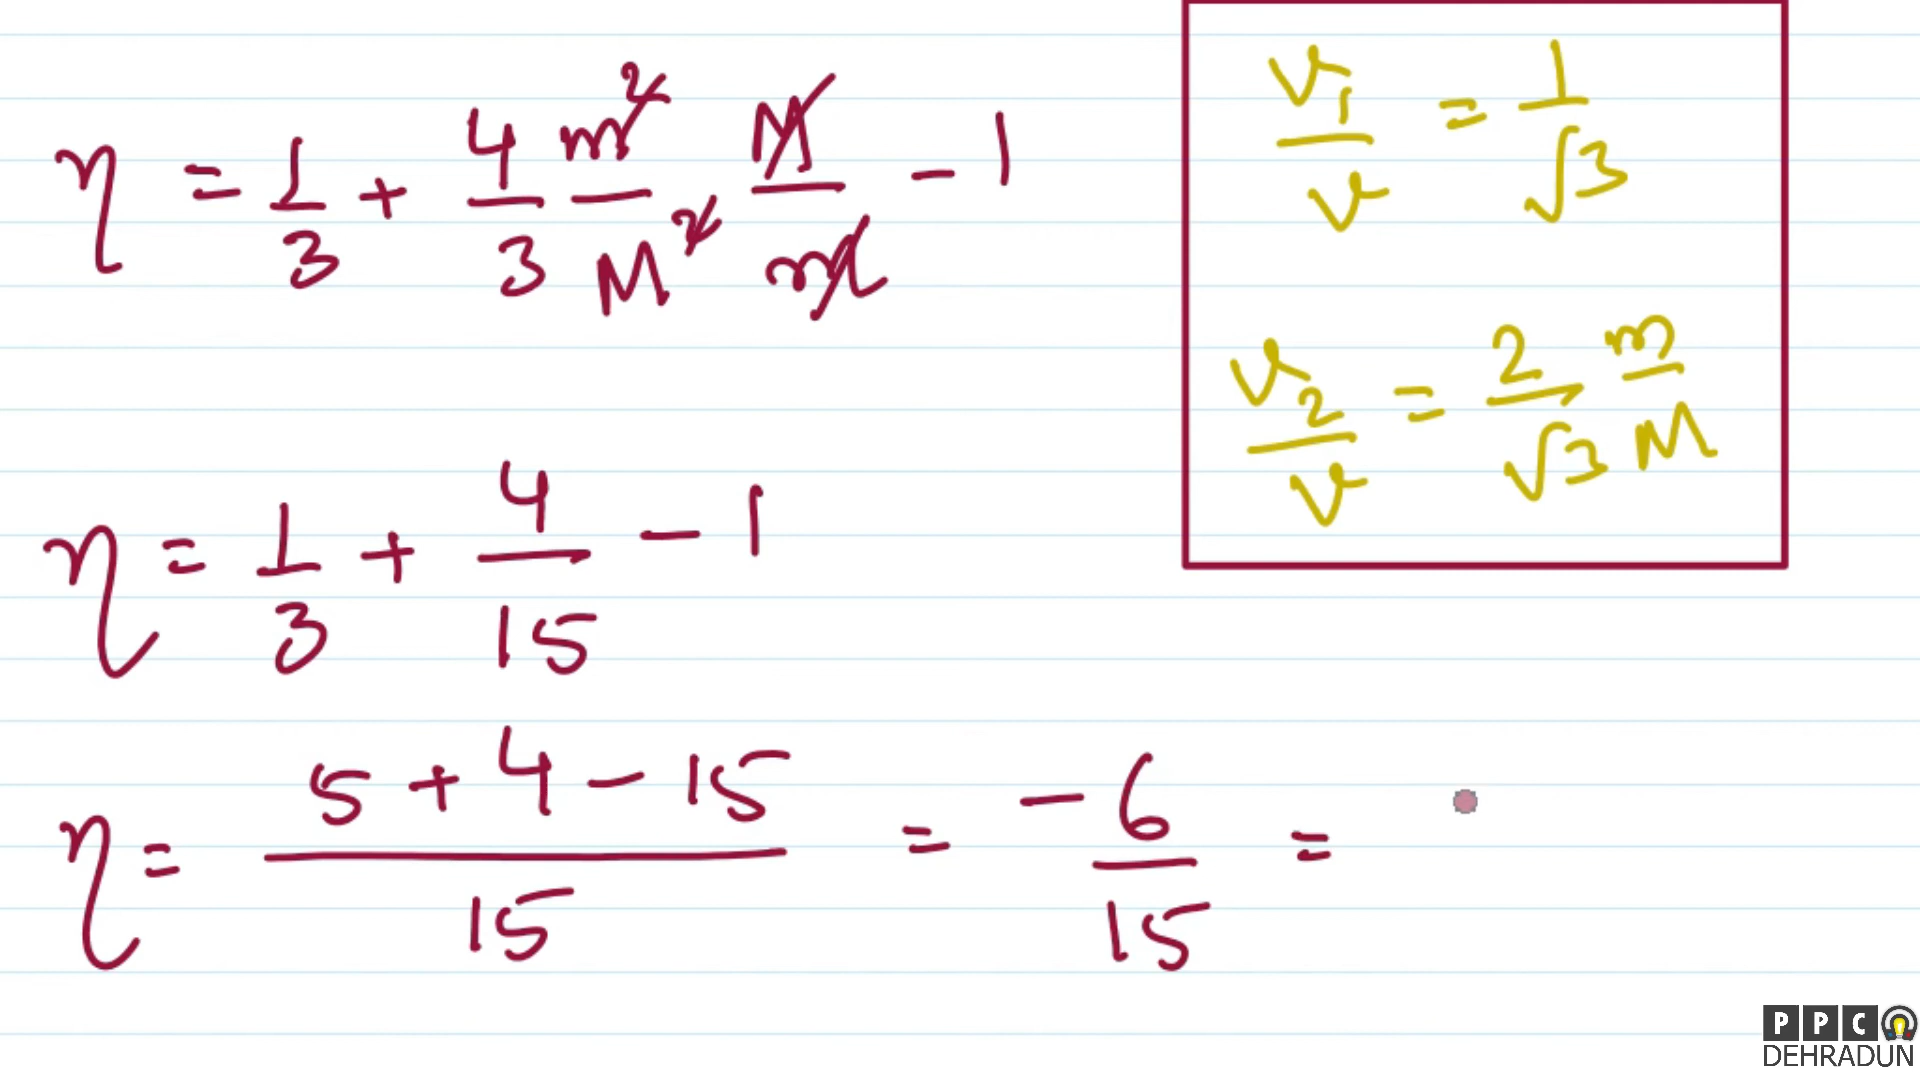 η = 1/3 + 4/3 m²/M² M/m - 1
v₁/v = 1/√3
v₂/v = 2/√3 m/M
η = 1/3 + 4/15 - 1
η = (5 + 4 - 15)/15 = -6/15 =
PPC
DEHRADUN